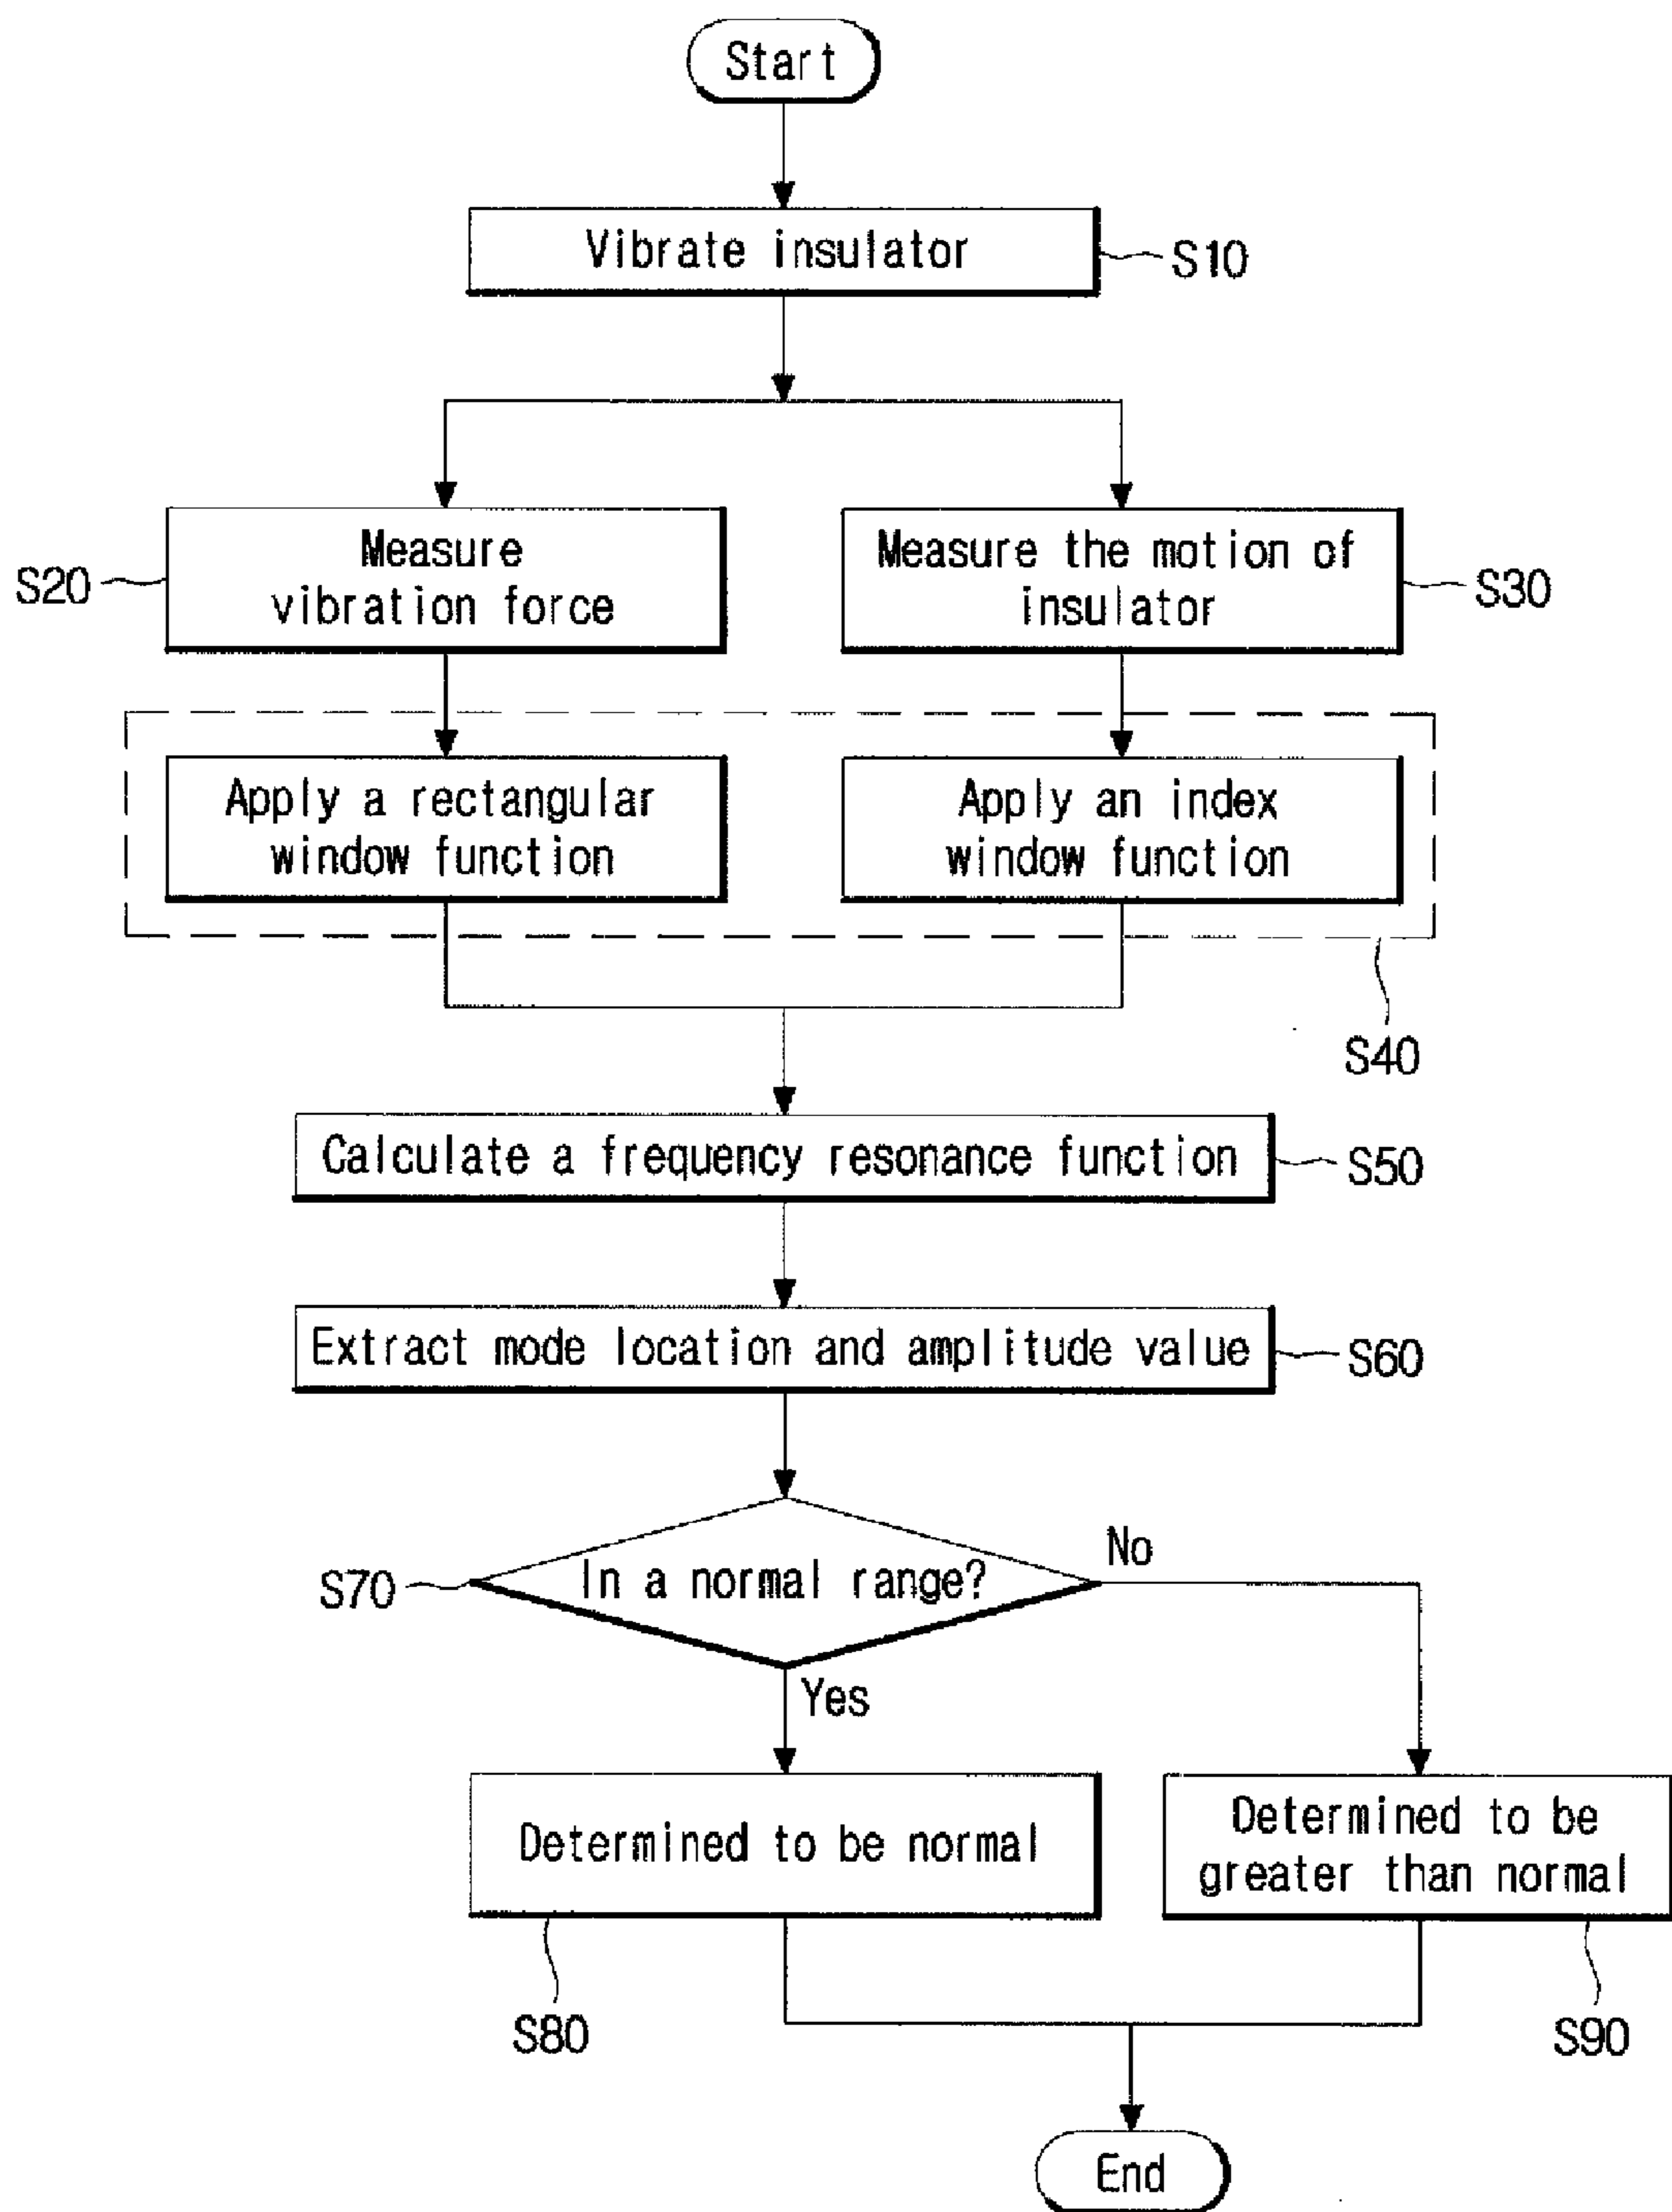 Start
Vibrate insulator
S10
Measure
vibration force
S20
Measure the motion of
insulator
S30
Apply a rectangular
window function
Apply an index
window function
S40
Calculate a frequency resonance function
S50
Extract mode location and amplitude value
S60
In a normal range?
S70
No
Yes
Determined to be normal
S80
Determined to be
greater than normal
S90
End